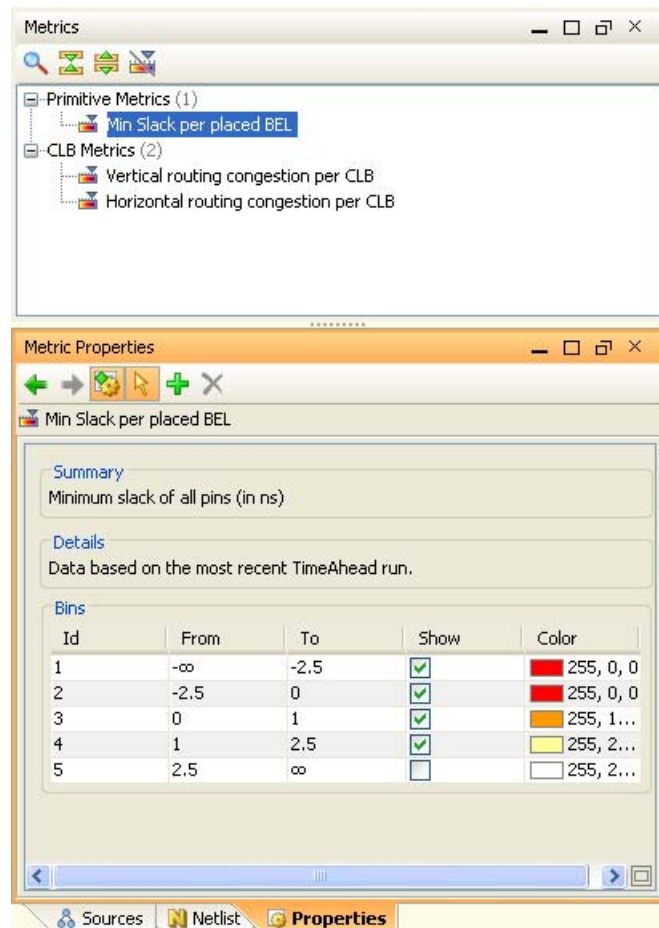 Metrics
Primitive Metrics (1)
Min Slack per placed BEL
CLB Metrics (2)
Vertical routing congestion per CLB
Horizontal routing congestion per CLB
Metric Properties
Min Slack per placed BEL
Summary
Minimum slack of all pins (in ns)
Details
Data based on the most recent TimeAhead run.
Bins
Id From To Show Color
1 -∞ -2.5 255, 0, 0
2 -2.5 0 255, 0, 0
3 0 1 255, 1...
4 1 2.5 255, 2...
5 2.5 ∞ 255, 2...
Sources Netlist Properties